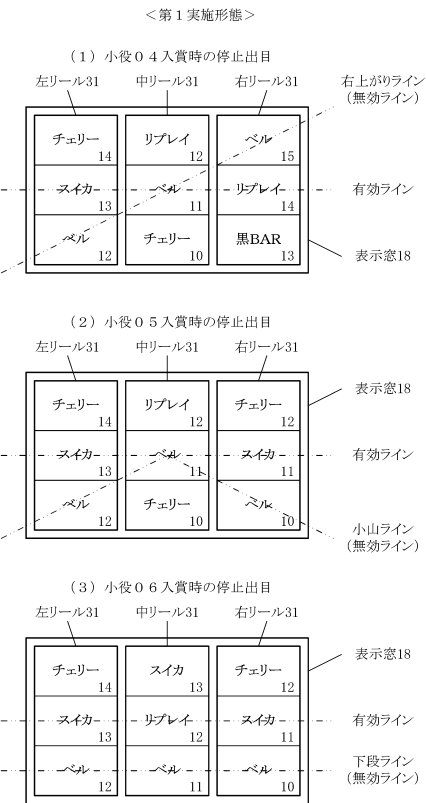 ＜第１実施形態＞
（１）小役０４入賞時の停止出目
左リール31 中リール31 右リール31
右上がりライン
（無効ライン）
チェリー 14 リプレイ 12 ベル 15
スイカ 13 ベル 11 リプレイ 14
有効ライン
ベル 12 チェリー 10 黒BAR 13
表示窓18
（２）小役０５入賞時の停止出目
左リール31 中リール31 右リール31
表示窓18
チェリー 14 リプレイ 12 チェリー 12
スイカ 13 ベル 11 スイカ 11
有効ライン
ベル 12 チェリー 10 ベル 10
小山ライン
（無効ライン）
（３）小役０６入賞時の停止出目
左リール31 中リール31 右リール31
表示窓18
チェリー 14 スイカ 13 チェリー 12
スイカ 13 リプレイ 12 スイカ 11
有効ライン
ベル 12 ベル 11 ベル 10
下段ライン
（無効ライン）